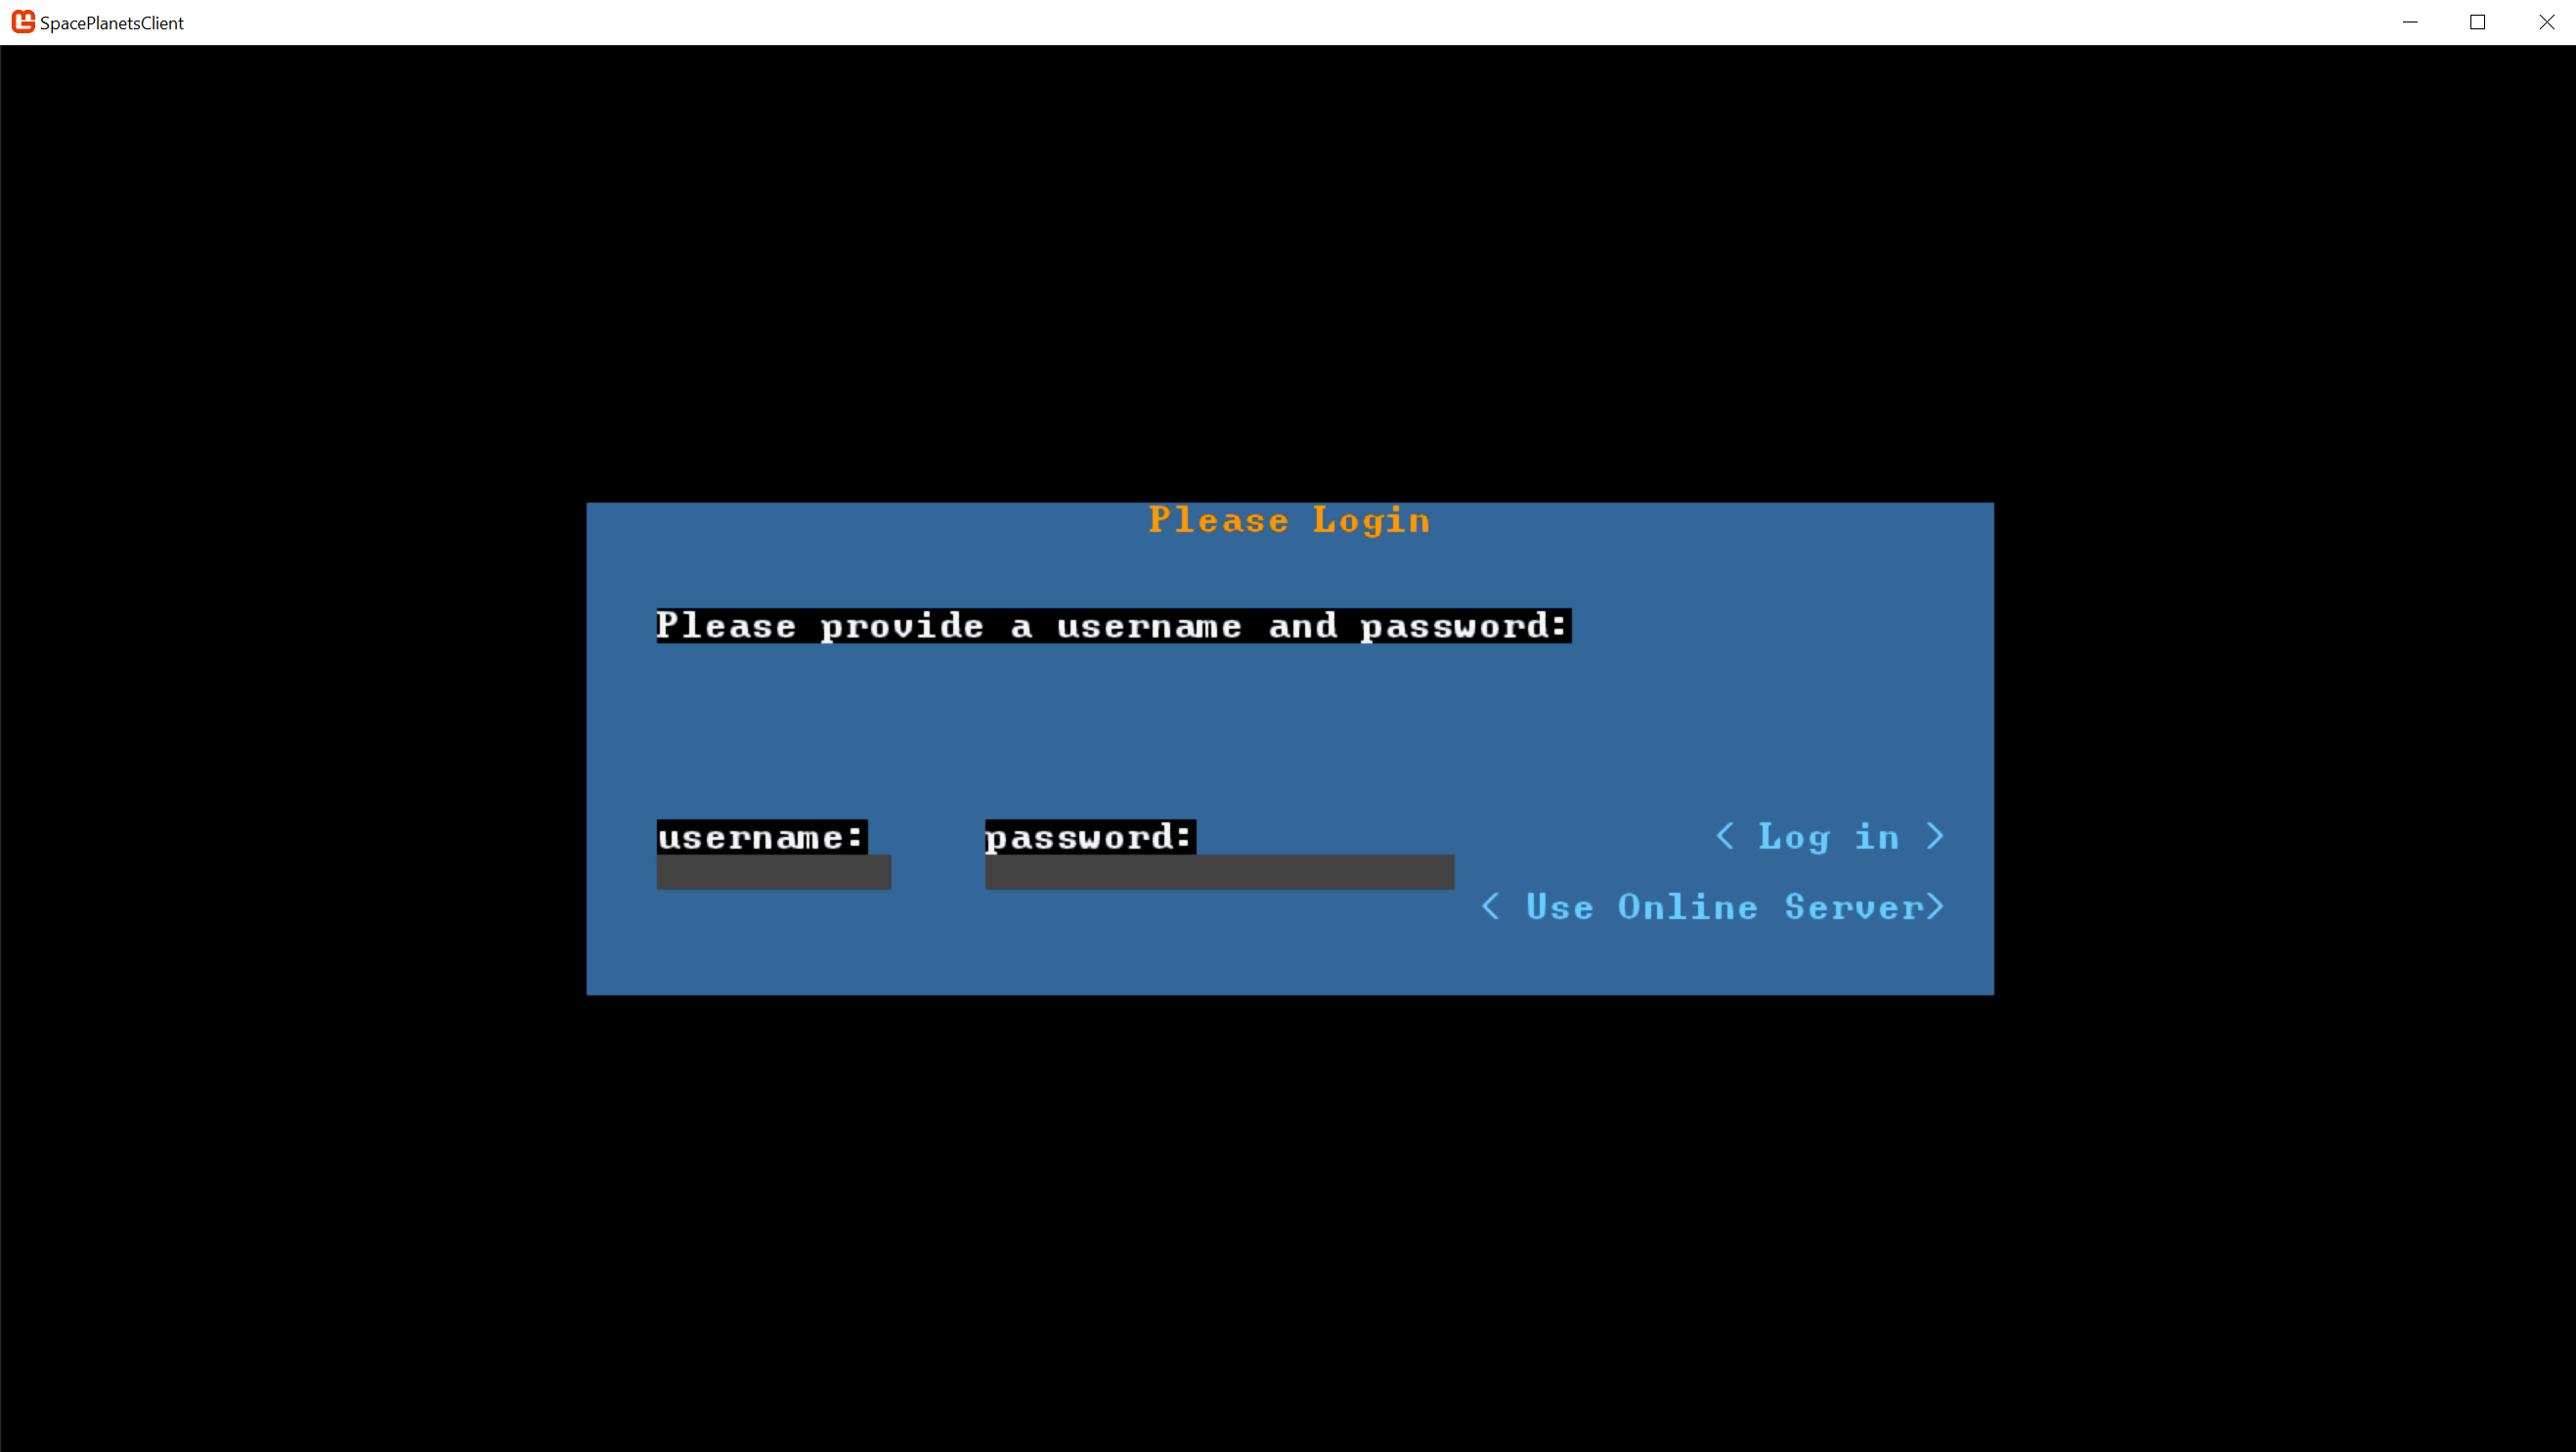 SpacePlanetsClient
Please Login
Please provide a username and password:
username: password: < Log in >
< Use Online Server>